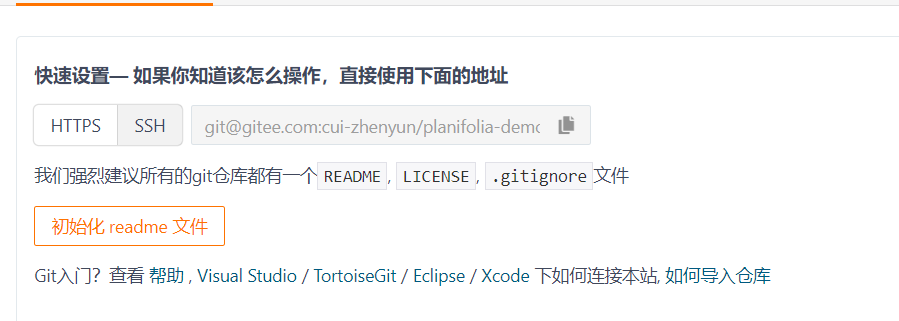 快速设置— 如果你知道该怎么操作，直接使用下面的地址
HTTPS SSH git@gitee.com:cui-zhenyun/planifolia-demo
我们强烈建议所有的git仓库都有一个 README, LICENSE, .gitignore 文件
初始化 readme 文件
Git入门？查看 帮助 , Visual Studio / TortoiseGit / Eclipse / Xcode 下如何连接本站, 如何导入仓库